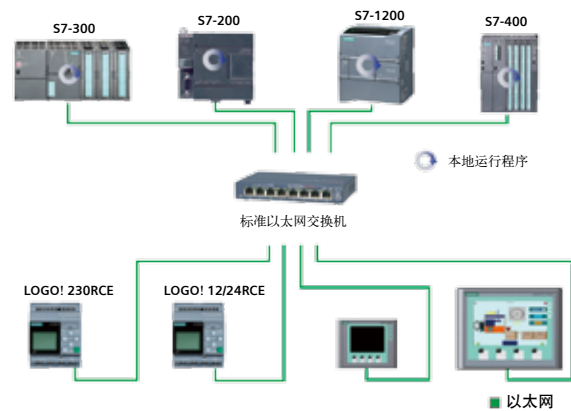 S7-300
S7-200
S7-1200
S7-400
本地运行程序
标准以太网交换机
LOGO! 230RCE
LOGO! 12/24RCE
以太网